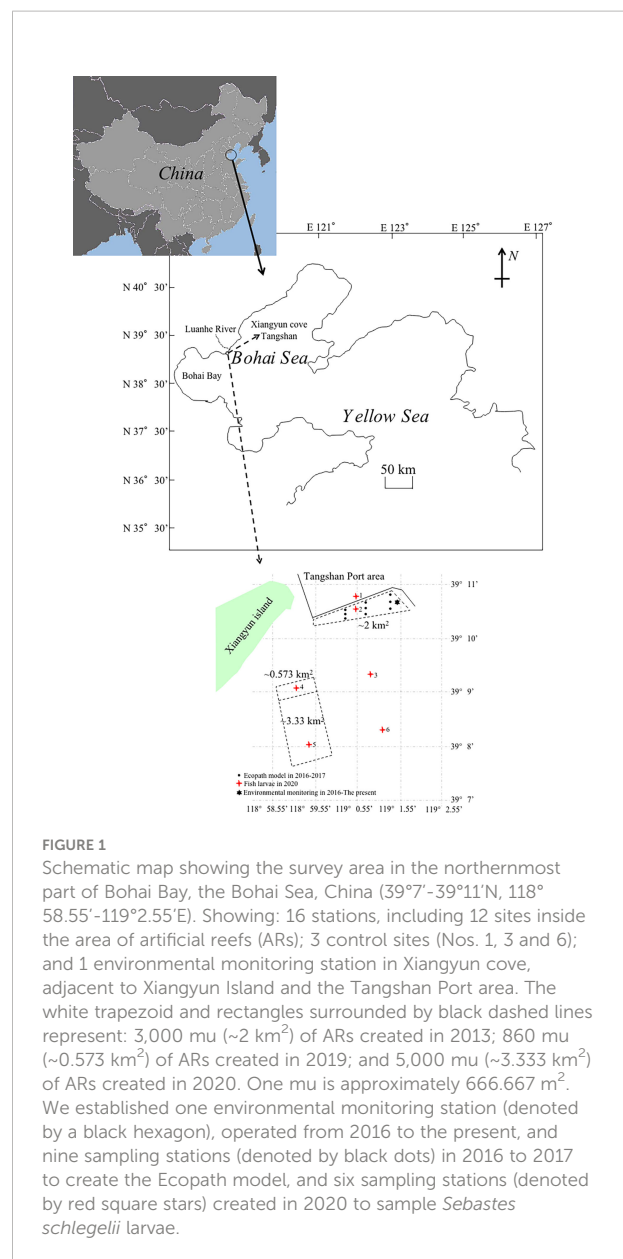 China
E 121° E 123° E 125° E 127°
N
N 40° 30′
N 39° 30′
N 38° 30′
N 37° 30′
N 36° 30′
N 35° 30′
Luanhe River
Xiangyun cove
Tangshan
Bohai Sea
Bohai Bay
Yellow Sea
50 km
Tangshan Port area
Xiangyun island
1
2
~2 km²
3
~0.573 km²
4
~3.33 km²
5
6
39° 11′
39° 10′
39° 9′
39° 8′
39° 7′
Ecopath model in 2016-2017
Fish larvae in 2020
Environmental monitoring in 2016-The present
118° 58.55′ 118° 59.55′ 119° 0.55′ 119° 1.55′ 119° 2.55′
FIGURE 1
Schematic map showing the survey area in the northernmost
part of Bohai Bay, the Bohai Sea, China (39°7′-39°11′N, 118°
58.55′-119°2.55′E). Showing: 16 stations, including 12 sites inside
the area of artificial reefs (ARs); 3 control sites (Nos. 1, 3 and 6);
and 1 environmental monitoring station in Xiangyun cove,
adjacent to Xiangyun Island and the Tangshan Port area. The
white trapezoid and rectangles surrounded by black dashed lines
represent: 3,000 mu (~2 km²) of ARs created in 2013; 860 mu
(~0.573 km²) of ARs created in 2019; and 5,000 mu (~3.333 km²)
of ARs created in 2020. One mu is approximately 666.667 m².
We established one environmental monitoring station (denoted
by a black hexagon), operated from 2016 to the present, and
nine sampling stations (denoted by black dots) in 2016 to 2017
to create the Ecopath model, and six sampling stations (denoted
by red square stars) created in 2020 to sample Sebastes
schlegelii larvae.